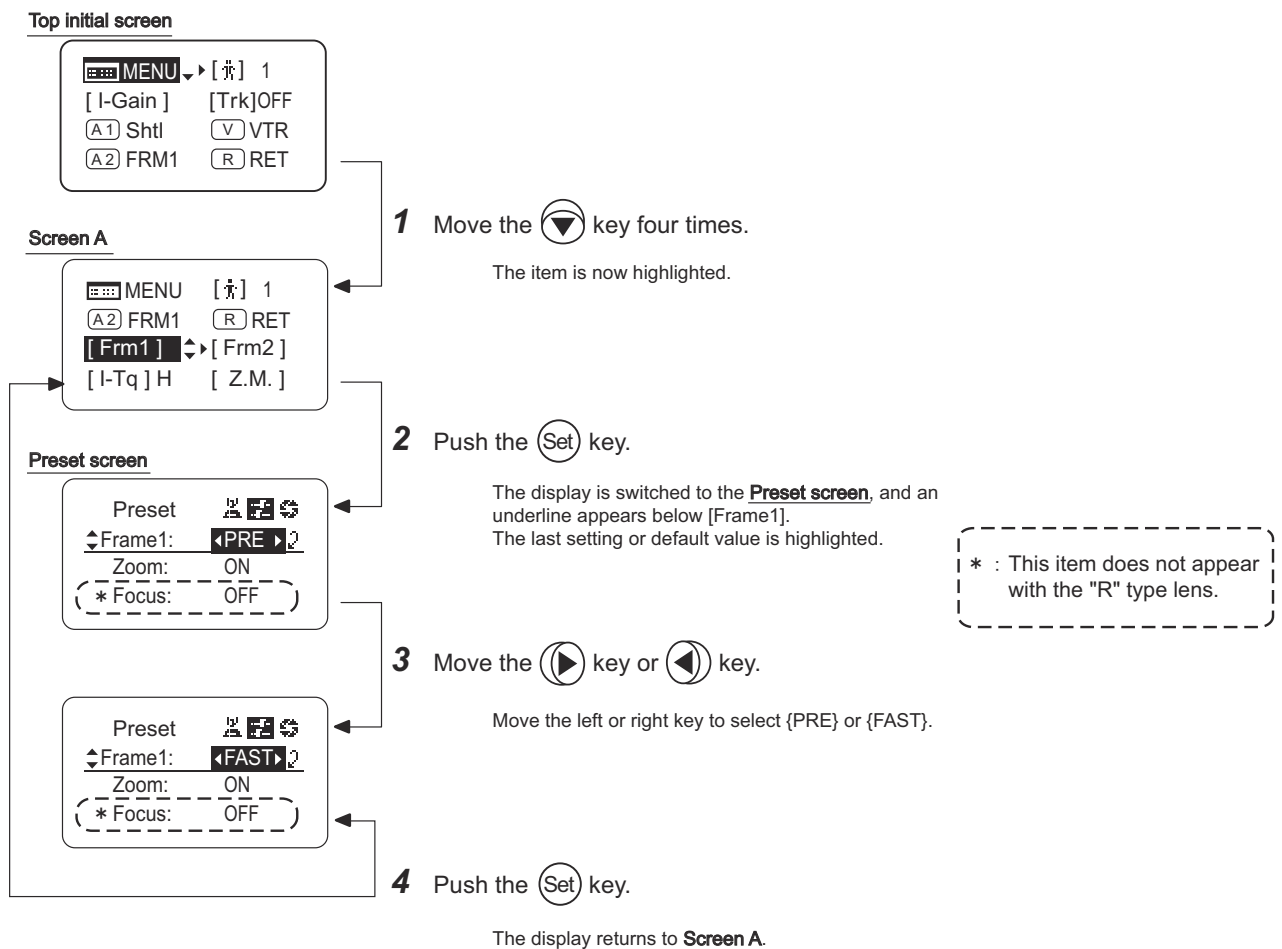 Top initial screen
MENU [ ] 1
[ I-Gain ] [Trk]OFF
A1 Shtl V VTR
A2 FRM1 R RET
1 Move the key four times.
The item is now highlighted.
Screen A
MENU [ ] 1
A2 FRM1 R RET
[ Frm1 ] [ Frm2 ]
[ I-Tq ] H [ Z.M. ]
2 Push the Set key.
The display is switched to the Preset screen, and an
underline appears below [Frame1].
The last setting or default value is highlighted.
Preset screen
Preset
Frame1: PRE
Zoom: ON
* Focus: OFF
* : This item does not appear
with the "R" type lens.
3 Move the key or key.
Move the left or right key to select {PRE} or {FAST}.
Preset
Frame1: FAST
Zoom: ON
* Focus: OFF
4 Push the Set key.
The display returns to Screen A.